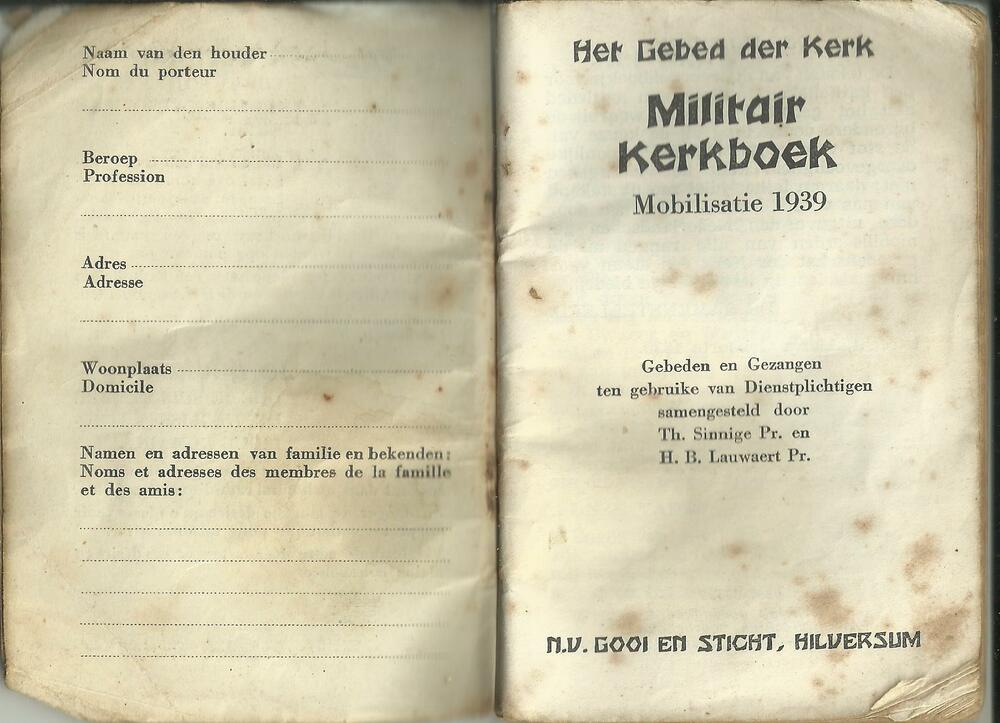 Naam van den houder
Nom du porteur
Beroep
Profession
Adres
Adresse
Woonplaats
Domicile
Namen en adressen van familie en bekenden:
Noms et adresses des membres de la famille
et des amis:
Het Gebed der Kerk
Militair
Kerkboek
Mobilisatie 1939
Gebeden en Gezangen
ten gebruike van Dienstplichtigen
samengesteld door
Th. Sinnige Pr. en
H. B. Lauwaert Pr.
N.V. GOOI EN STICHT, HILVERSUM